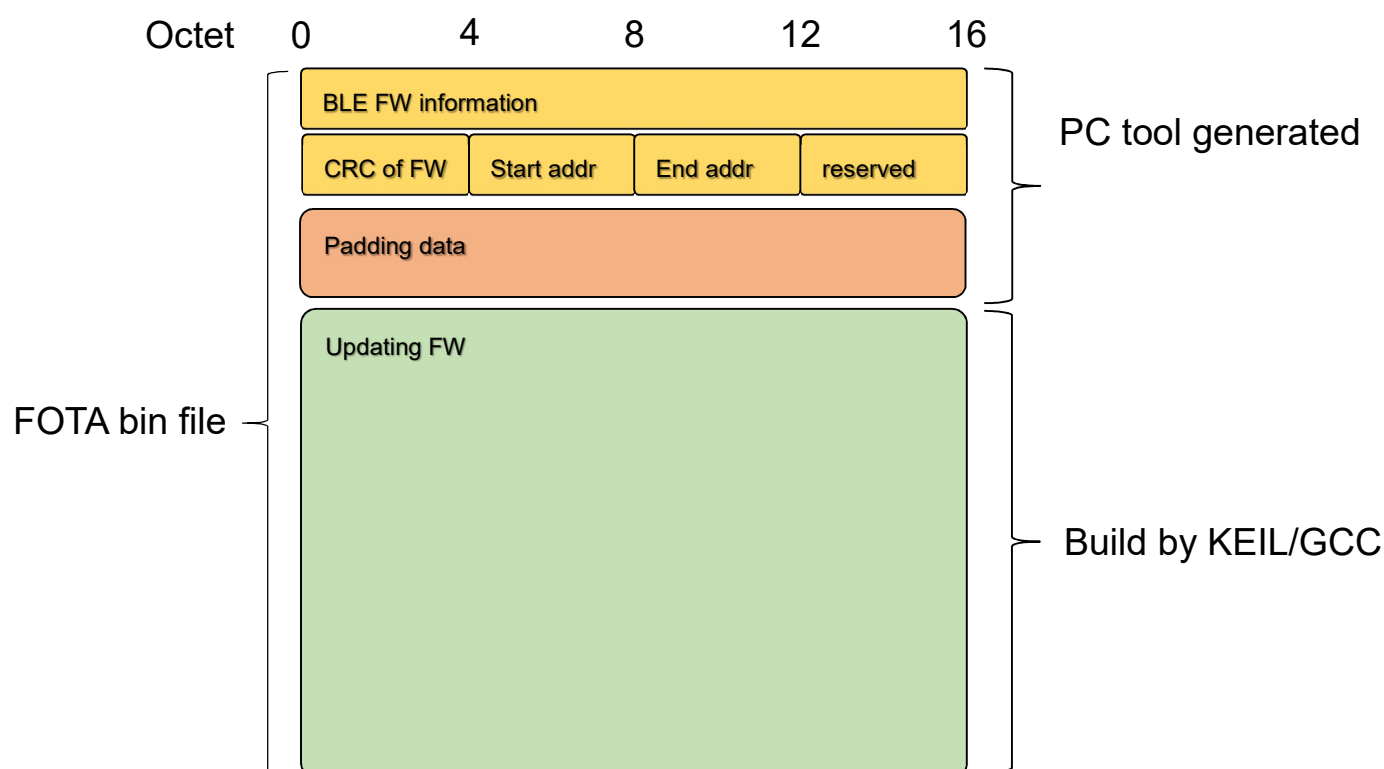 Octet 0 4 8 12 16
BLE FW information
PC tool generated
CRC of FW Start addr End addr reserved
Padding data
Updating FW
FOTA bin file
Build by KEIL/GCC